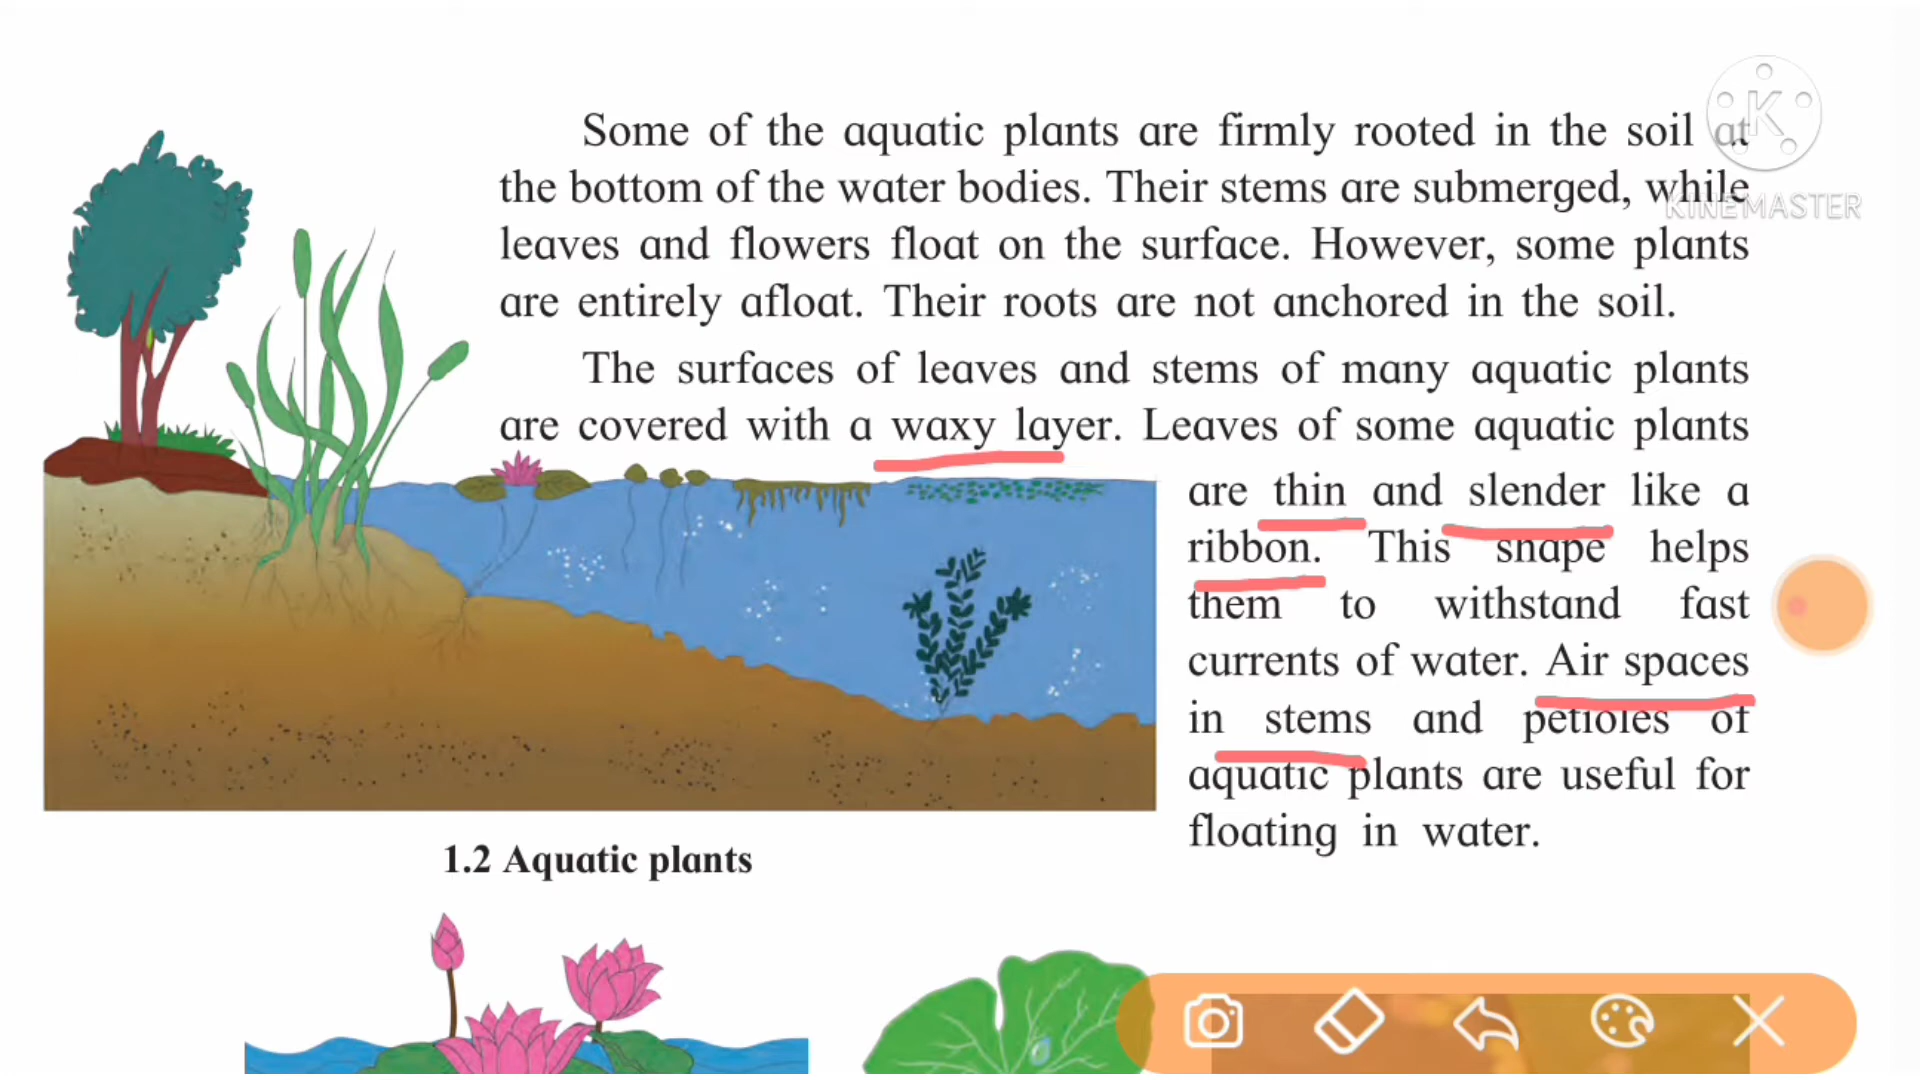 Some of the aquatic plants are firmly rooted in the soil at
the bottom of the water bodies. Their stems are submerged, while
leaves and flowers float on the surface. However, some plants
are entirely afloat. Their roots are not anchored in the soil.
The surfaces of leaves and stems of many aquatic plants
are covered with a waxy layer. Leaves of some aquatic plants
are thin and slender like a
ribbon. This shape helps
them to withstand fast
currents of water. Air spaces
in stems and petioles of
aquatic plants are useful for
floating in water.
1.2 Aquatic plants
K
KINEMASTER